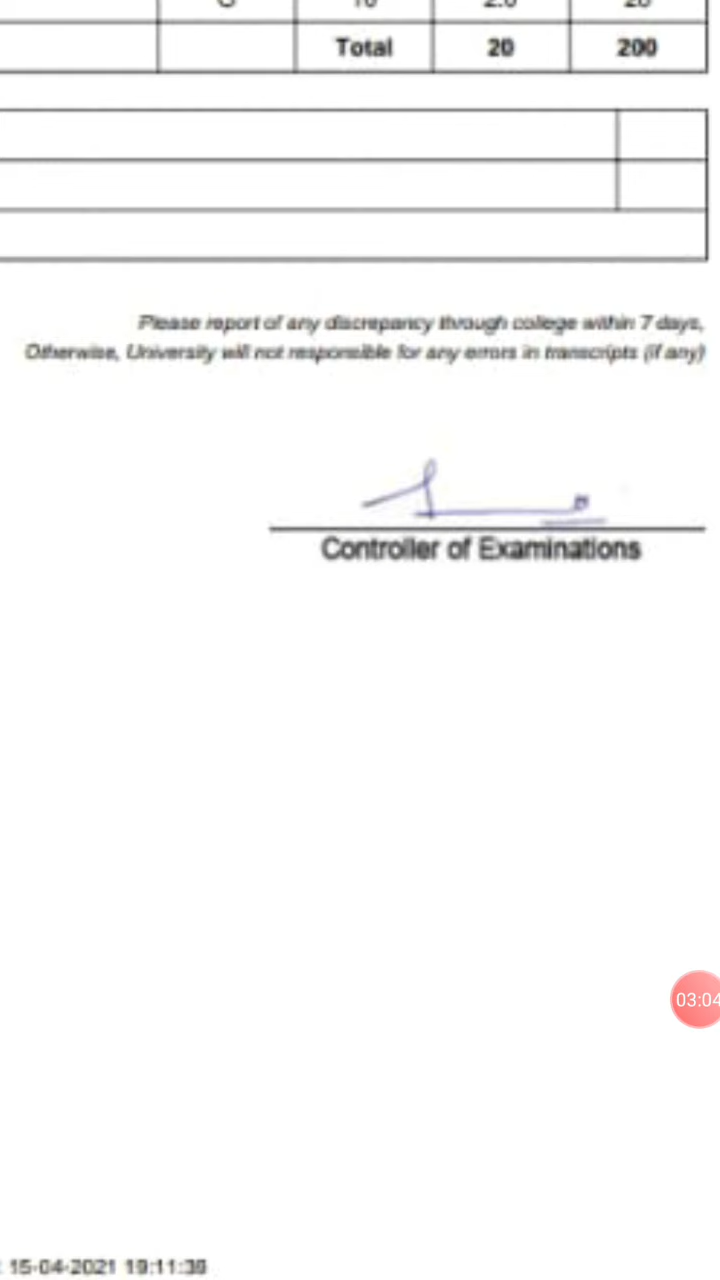 Total 20 200
Please report of any discrepancy through college within 7 days,
Otherwise, University will not responsible for any errors in transcripts (if any)
Controller of Examinations
03:04
: 15-04-2021 19:11:36